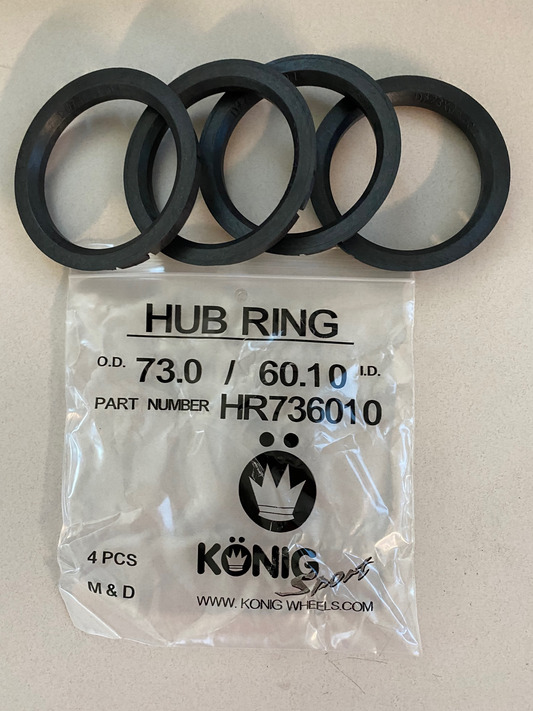 HUB RING
O.D. 73.0 / 60.10 I.D.
PART NUMBER HR736010
KÖNIG
Sport
4 PCS
M & D
WWW. KONIG WHEELS.COM